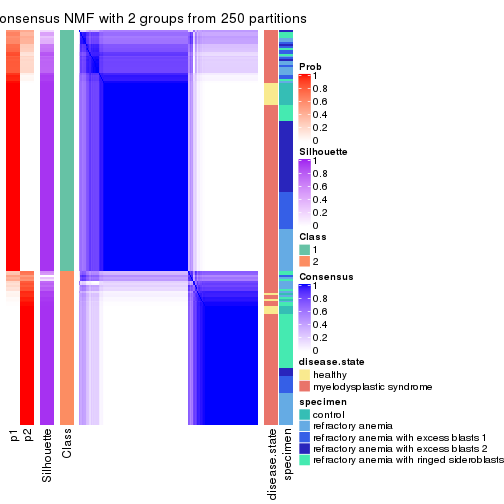 onsensus NMF with 2 groups from 250 partitions
Prob
1
0.8
0.6
0.4
0.2
0
Silhouette
1
0.8
0.6
0.4
0.2
0
Class
1
2
Consensus
1
0.8
0.6
0.4
0.2
0
disease.state
healthy
myelodysplastic syndrome
specimen
control
refractory anemia
refractory anemia with excess blasts 1
refractory anemia with excess blasts 2
refractory anemia with ringed sideroblasts
p1
p2
Silhouette
Class
disease.state
specimen